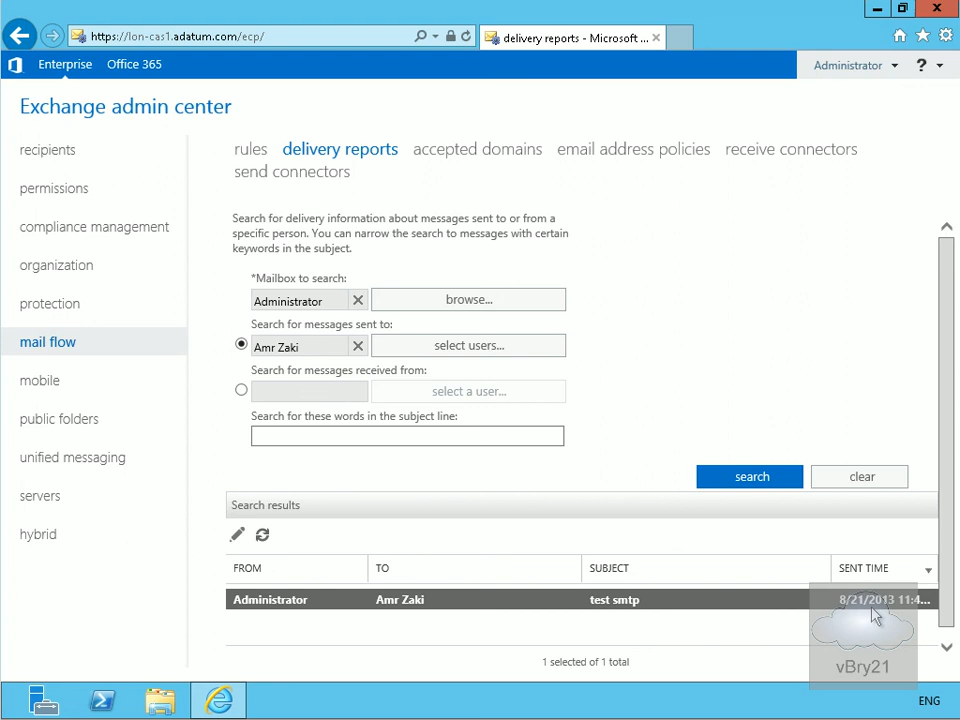 https://lon-cas1.adatum.com/ecp/
delivery reports - Microsoft ...
Enterprise Office 365
Administrator ?
Exchange admin center
recipients
permissions
compliance management
organization
protection
mail flow
mobile
public folders
unified messaging
servers
hybrid
rules delivery reports accepted domains email address policies receive connectors
send connectors
Search for delivery information about messages sent to or from a
specific person. You can narrow the search to messages with certain
keywords in the subject.
*Mailbox to search:
Administrator browse...
Search for messages sent to:
Amr Zaki select users...
Search for messages received from:
select a user...
Search for these words in the subject line:
search clear
Search results
FROM TO SUBJECT SENT TIME
Administrator Amr Zaki test smtp 8/21/2013 11:4...
1 selected of 1 total
vBry21
ENG